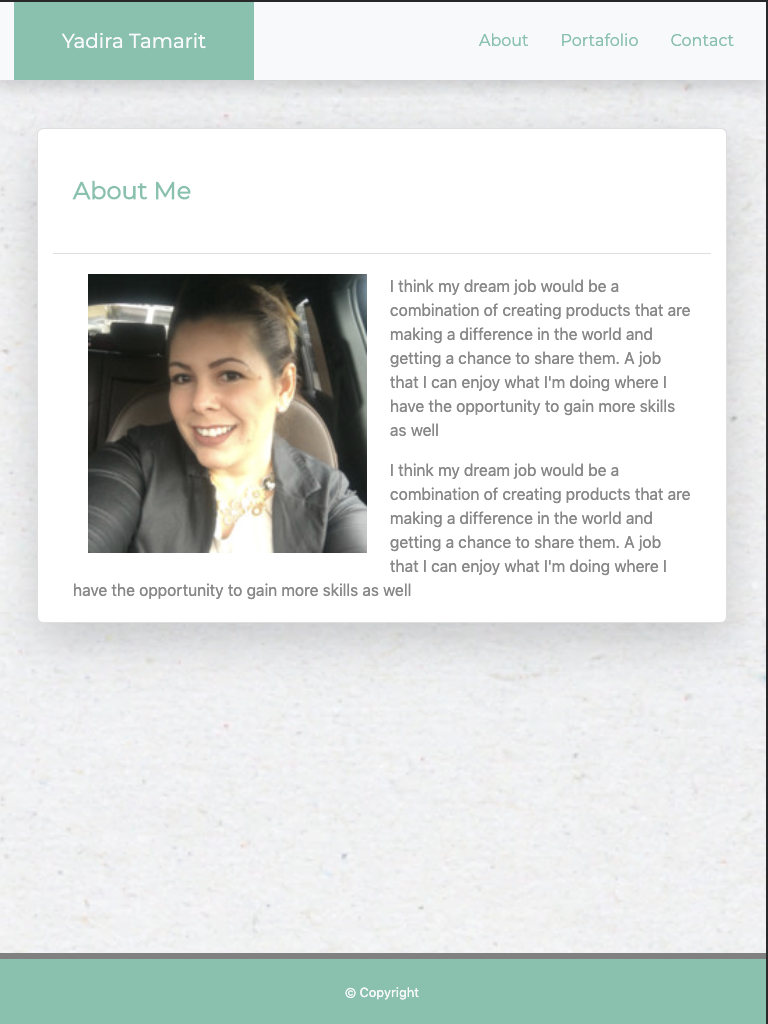 Yadira Tamarit
About
Portafolio
Contact
About Me
I think my dream job would be a
combination of creating products that are
making a difference in the world and
getting a chance to share them. A job
that I can enjoy what I'm doing where I
have the opportunity to gain more skills
as well
I think my dream job would be a
combination of creating products that are
making a difference in the world and
getting a chance to share them. A job
that I can enjoy what I'm doing where I
have the opportunity to gain more skills as well
© Copyright